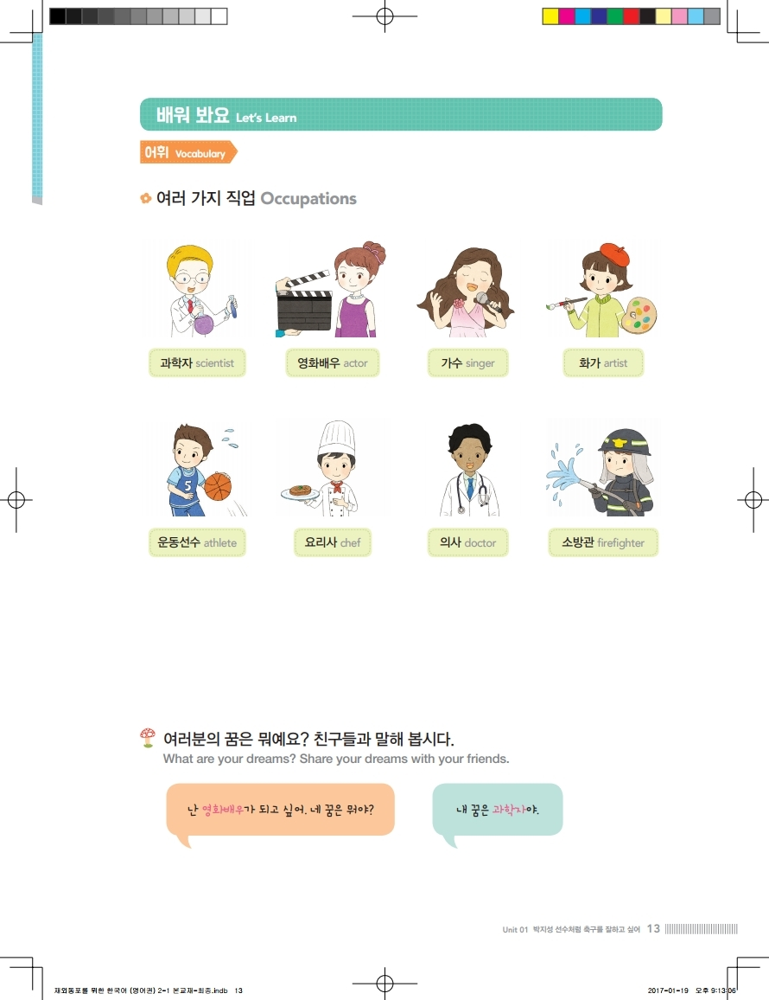 배워 봐요 Let's Learn
어휘 Vocabulary
여러 가지 직업 Occupations
과학자 scientist
영화배우 actor
가수 singer
화가 artist
5
운동선수 athlete
요리사 chef
의사 doctor
소방관 firefighter
여러분의 꿈은 뭐예요? 친구들과 말해 봅시다.
What are your dreams? Share your dreams with your friends.
난 영화배우가 되고 싶어. 네 꿈은 뭐야?
내 꿈은 과학자야.
Unit 01 박지성 선수처럼 축구를 잘하고 싶어 13
재외동포를 위한 한국어 (영어권) 2-1 본교재-최종.indb 13
2017-01-19 오후 9:13:06